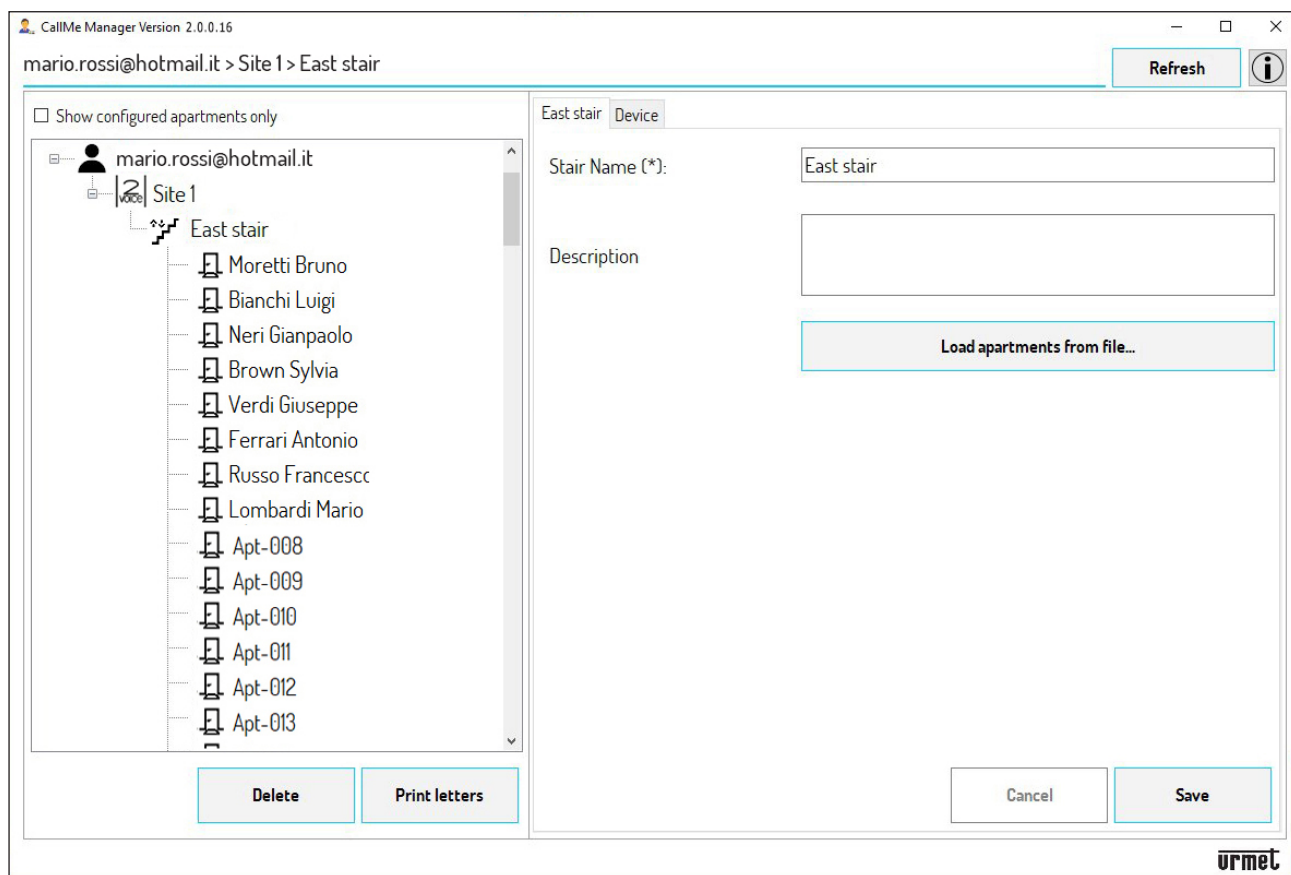 CallMe Manager Version 2.0.0.16
mario.rossi@hotmail.it > Site 1 > East stair
Refresh
Show configured apartments only
mario.rossi@hotmail.it
2 VOICE Site 1
East stair
Moretti Bruno
Bianchi Luigi
Neri Gianpaolo
Brown Sylvia
Verdi Giuseppe
Ferrari Antonio
Russo Francesco
Lombardi Mario
Apt-008
Apt-009
Apt-010
Apt-011
Apt-012
Apt-013
Delete
Print letters
East stair
Device
Stair Name (*):
East stair
Description
Load apartments from file...
Cancel
Save
urmet